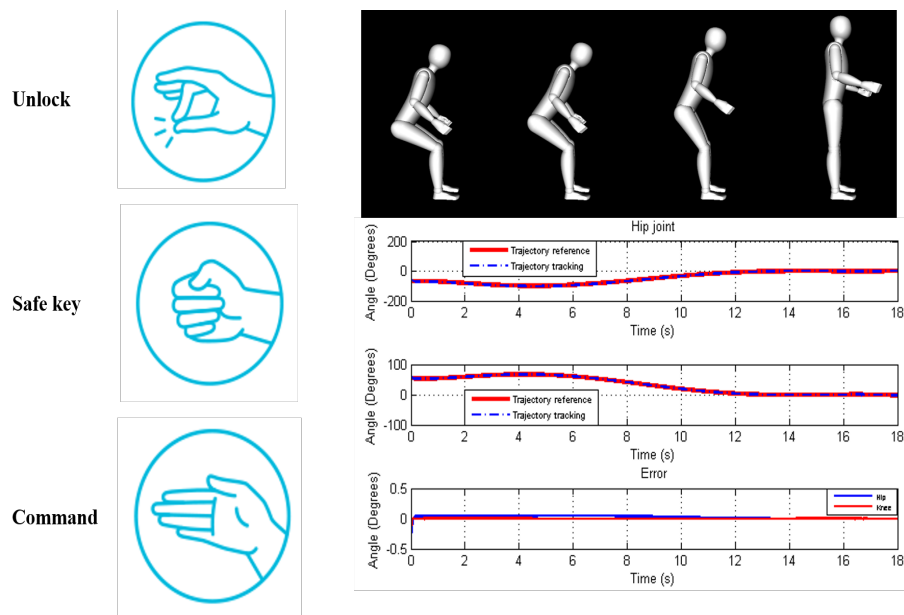 Unlock
Safe key
Command
Hip joint
Angle (Degrees)
200
0
-200
Trajectory reference
Trajectory tracking
0 2 4 6 8 10 12 14 16 18
Time (s)
Angle (Degrees)
100
0
-100
Trajectory reference
Trajectory tracking
0 2 4 6 8 10 12 14 16 18
Time (s)
Error
Angle (Degrees)
0.5
0
-0.5
Hip
Knee
0 2 4 6 8 10 12 14 16 18
Time (s)